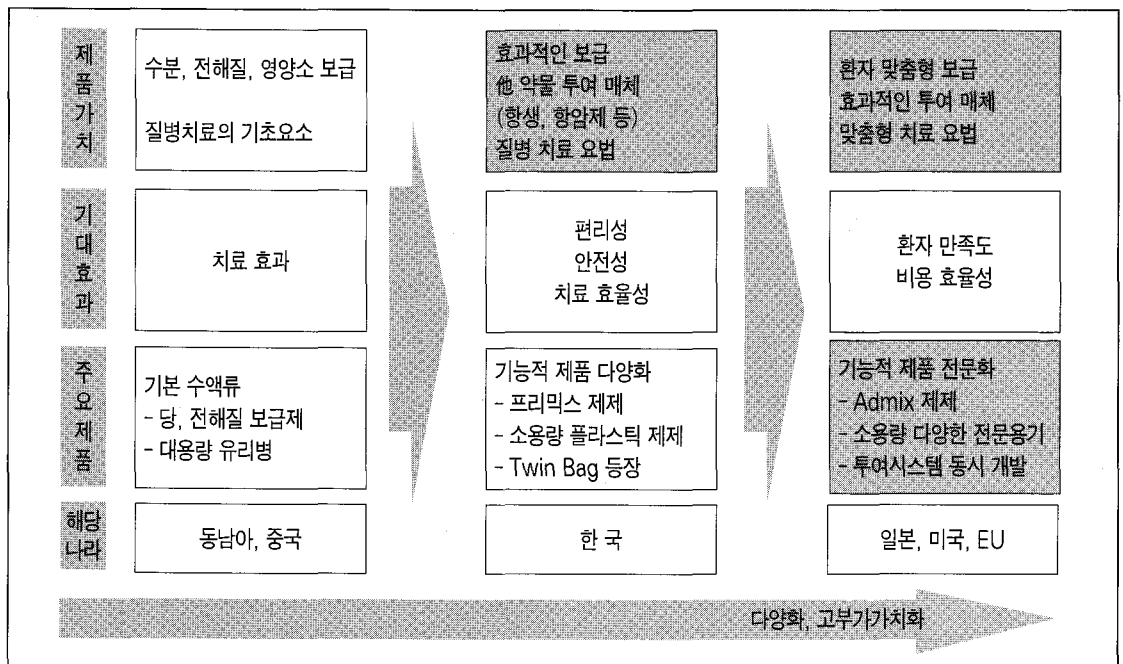 제품가치
수분, 전해질, 영양소 보급
질병치료의 기초요소
효과적인 보급
他 약물 투여 매체
(항생, 항암제 등)
질병 치료 요법
환자 맞춤형 보급
효과적인 투여 매체
맞춤형 치료 요법
기대효과
치료 효과
편리성
안전성
치료 효율성
환자 만족도
비용 효율성
주요제품
기본 수액류
- 당, 전해질 보급제
- 대용량 유리병
기능적 제품 다양화
- 프리믹스 제제
- 소용량 플라스틱 제제
- Twin Bag 등장
기능적 제품 전문화
- Admix 제제
- 소용량 다양한 전문용기
- 투여시스템 동시 개발
해당
나라
동남아, 중국
한 국
일본, 미국, EU
다양화, 고부가가치화